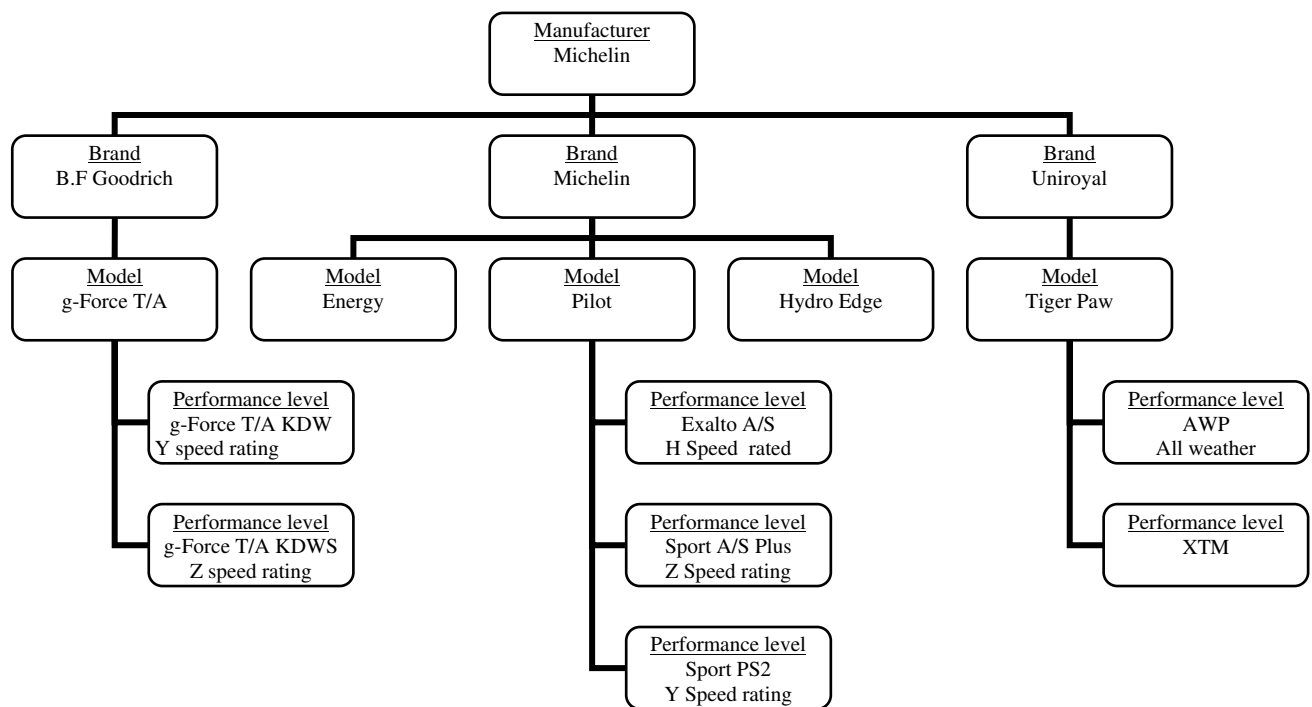 Manufacturer
Michelin
Brand
B.F Goodrich
Brand
Michelin
Brand
Uniroyal
Model
g-Force T/A
Model
Energy
Model
Pilot
Model
Hydro Edge
Model
Tiger Paw
Performance level
g-Force T/A KDW
Y speed rating
Performance level
Exalto A/S
H Speed rated
Performance level
AWP
All weather
Performance level
g-Force T/A KDWS
Z speed rating
Performance level
Sport A/S Plus
Z Speed rating
Performance level
XTM
Performance level
Sport PS2
Y Speed rating